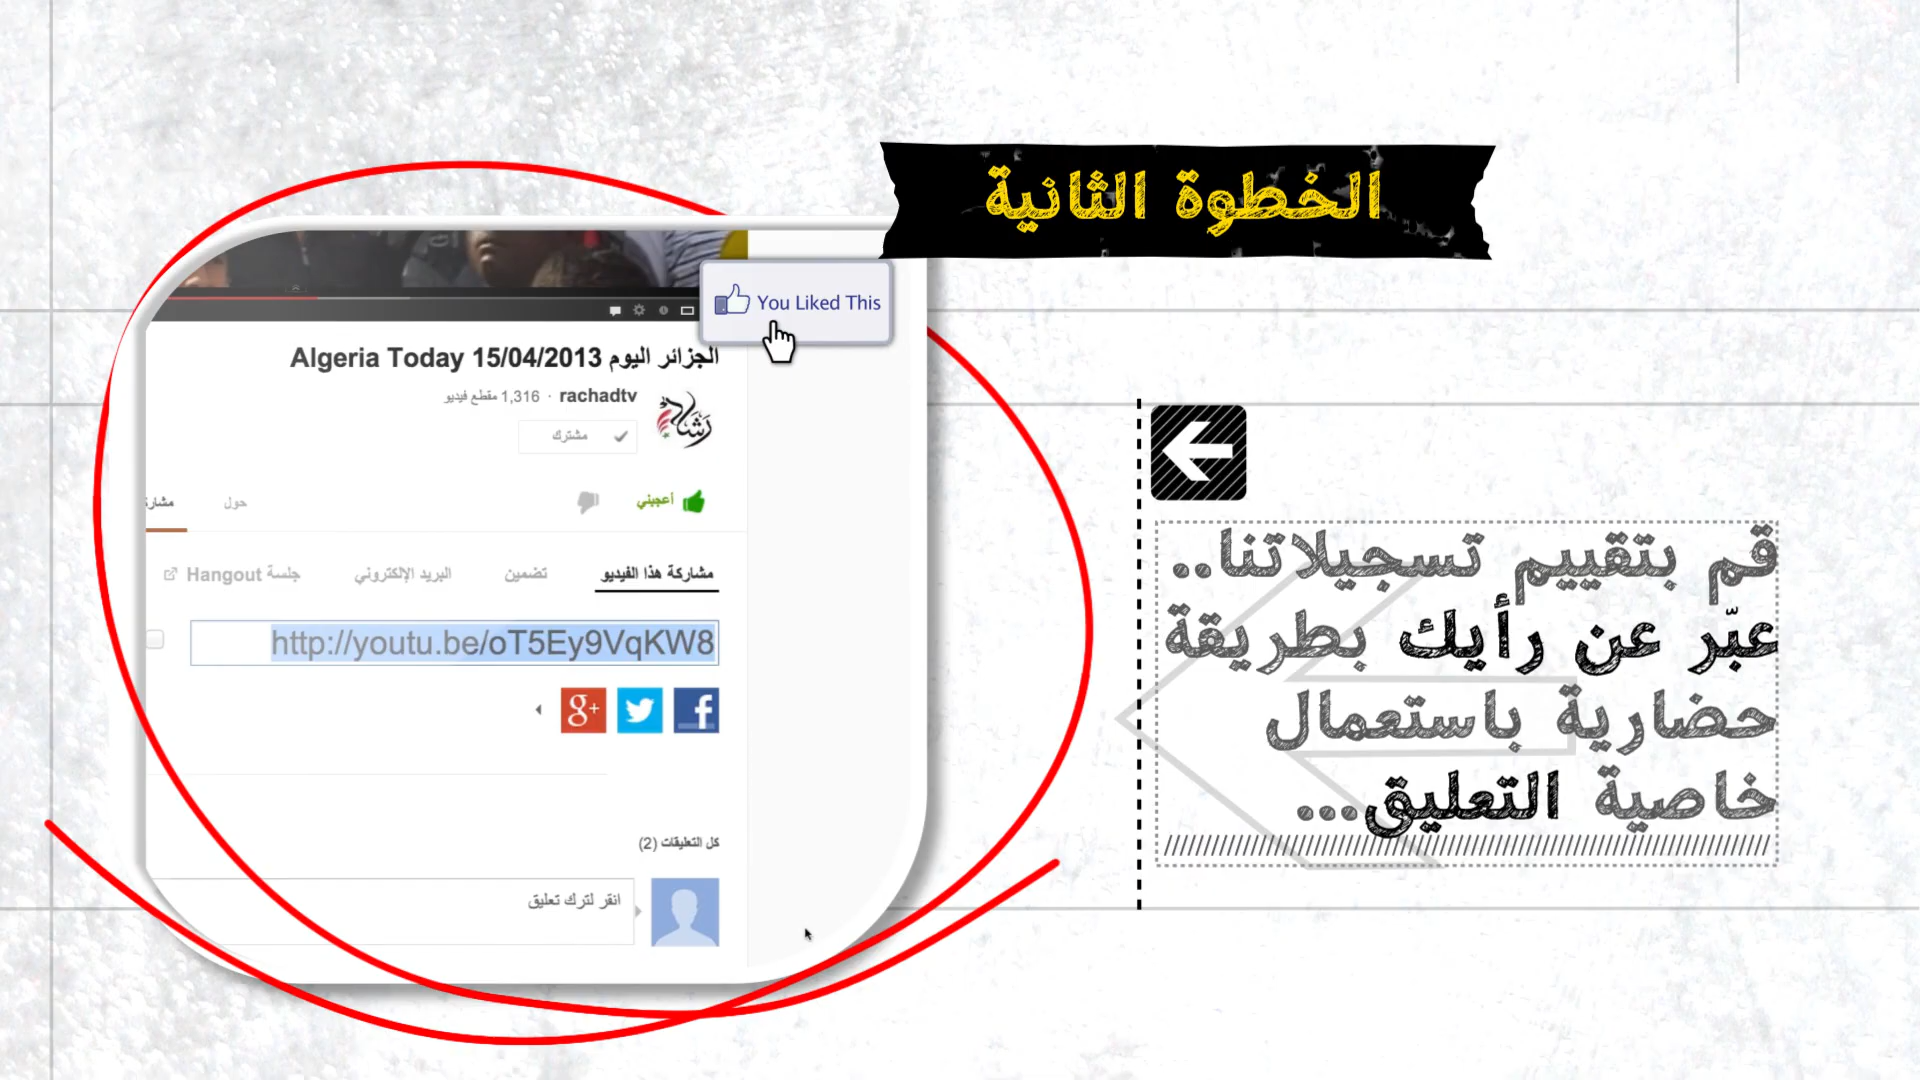 الخطوة الثانية
You Liked This
الجزائر اليوم Algeria Today 15/04/2013
rachadtv · 1,316 مقطع فيديو
رشاد
مشترك
أعجبني
حول
مشارك
مشاركة هذا الفيديو
تضمين
البريد الإلكتروني
جلسة Hangout
http://youtu.be/oT5Ey9VqKW8
كل التعليقات (2)
انقر لترك تعليق
قم بتقييم تسجيلاتنا..
عبّر عن رأيك بطريقة
حضارية باستعمال
خاصية التعليق...